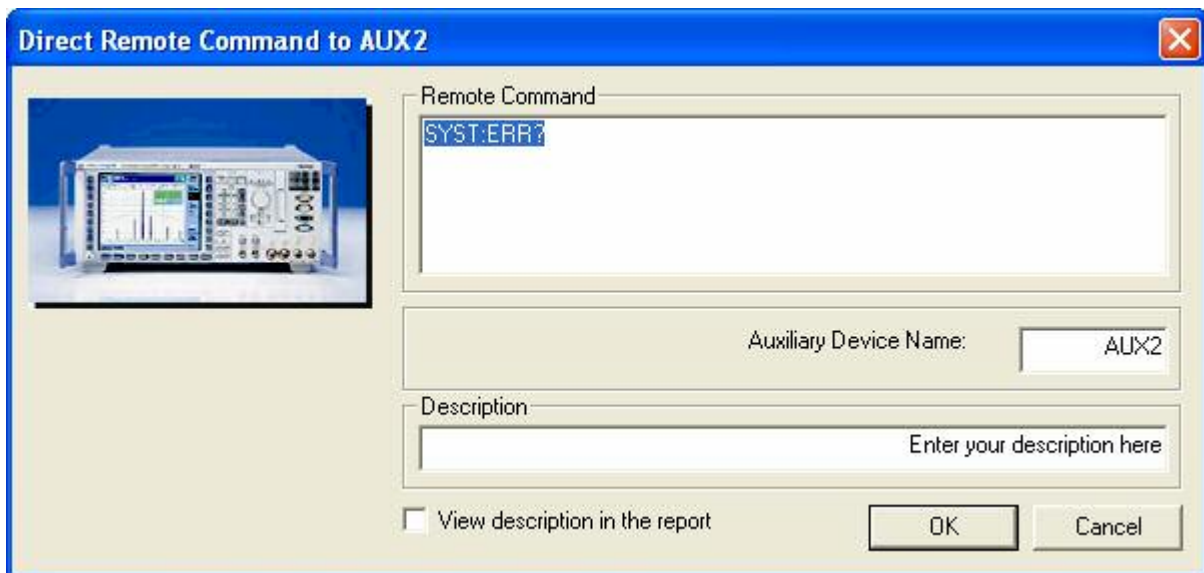 Direct Remote Command to AUX2
Remote Command
SYST:ERR?
Auxiliary Device Name:
AUX2
Description
Enter your description here
View description in the report
OK
Cancel